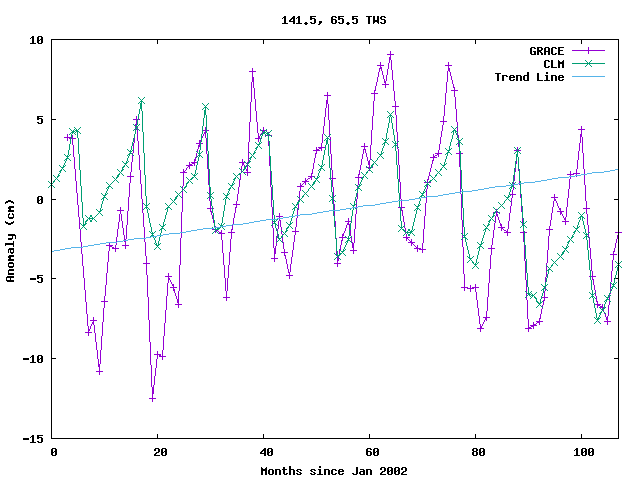 141.5, 65.5 TWS
GRACE
CLM
Trend Line
10
5
0
-5
-10
-15
Anomaly (cm)
0 20 40 60 80 100
Months since Jan 2002